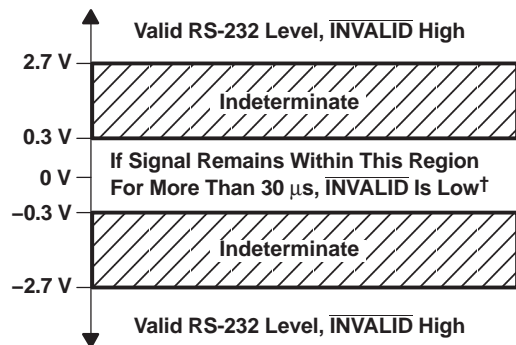 Valid RS-232 Level, INVALID High
2.7 V
Indeterminate
0.3 V
If Signal Remains Within This Region
0 V
For More Than 30 μs, INVALID Is Low†
−0.3 V
Indeterminate
−2.7 V
Valid RS-232 Level, INVALID High